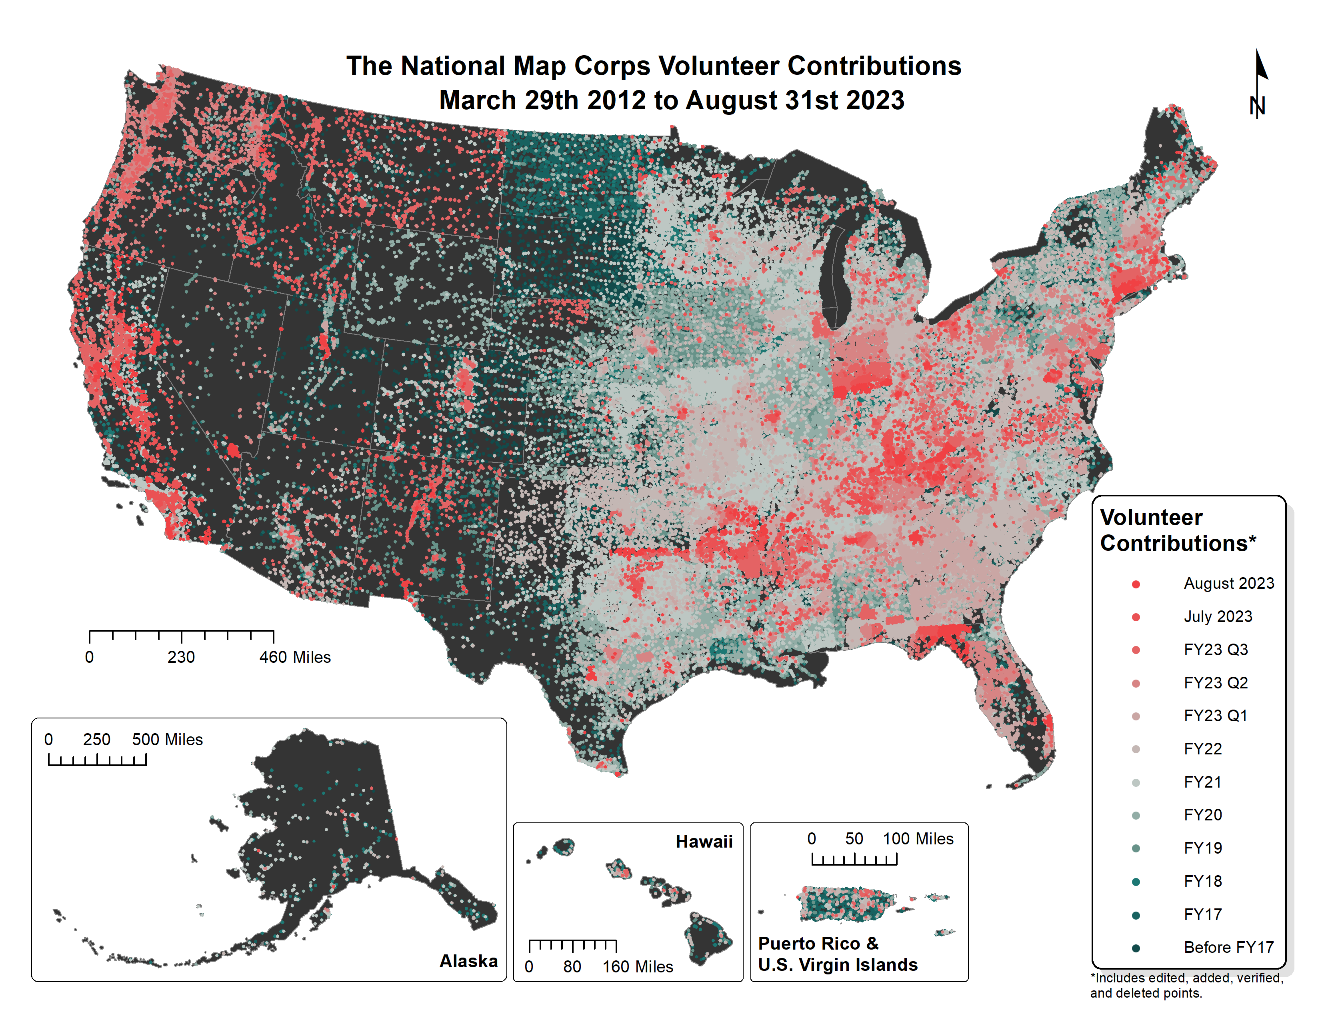 The National Map Corps Volunteer Contributions
March 29th 2012 to August 31st 2023
N
Volunteer
Contributions*
August 2023
July 2023
FY23 Q3
FY23 Q2
FY23 Q1
FY22
FY21
FY20
FY19
FY18
FY17
Before FY17
*Includes edited, added, verified,
and deleted points.
0 230 460 Miles
0 250 500 Miles
Alaska
Hawaii
0 80 160 Miles
0 50 100 Miles
Puerto Rico &
U.S. Virgin Islands